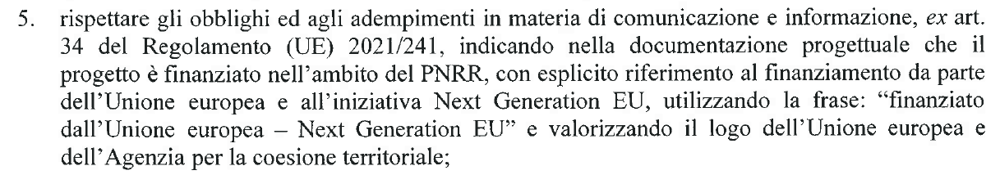 5. rispettare gli obblighi ed agli adempimenti in materia di comunicazione e informazione, ex art.
34 del Regolamento (UE) 2021/241, indicando nella documentazione progettuale che il
progetto è finanziato nell’ambito del PNRR, con esplicito riferimento al finanziamento da parte
dell’Unione europea e all’iniziativa Next Generation EU, utilizzando la frase: “finanziato
dall’Unione europea – Next Generation EU” e valorizzando il logo dell’Unione europea e
dell’Agenzia per la coesione territoriale;